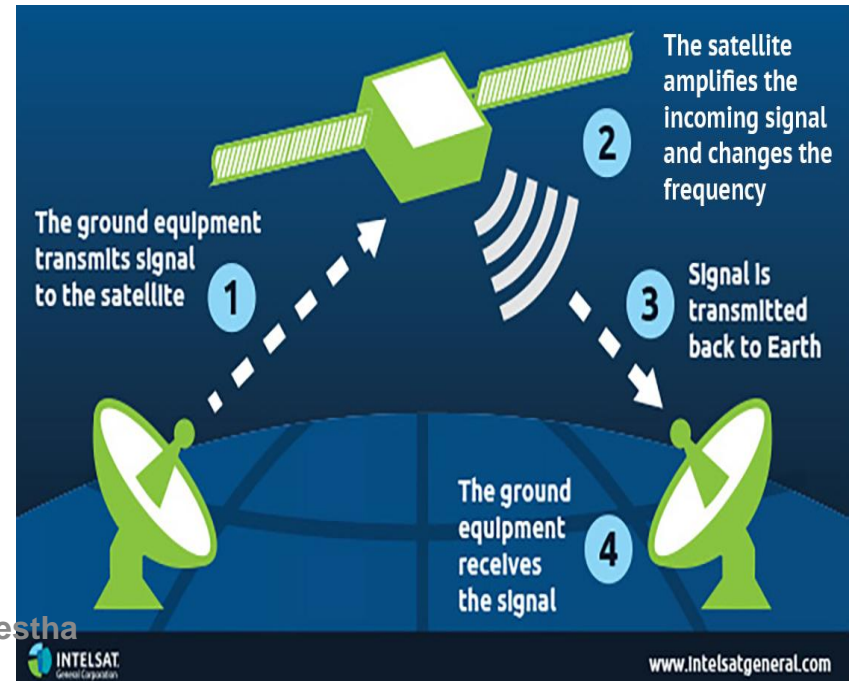 The ground equipment
transmits signal
to the satellite
1
2
The satellite
amplifies the
incoming signal
and changes the
frequency
3
Signal is
transmitted
back to Earth
The ground
equipment
receives
the signal
4
estha
INTELSAT
General Corporation
www.intelsatgeneral.com